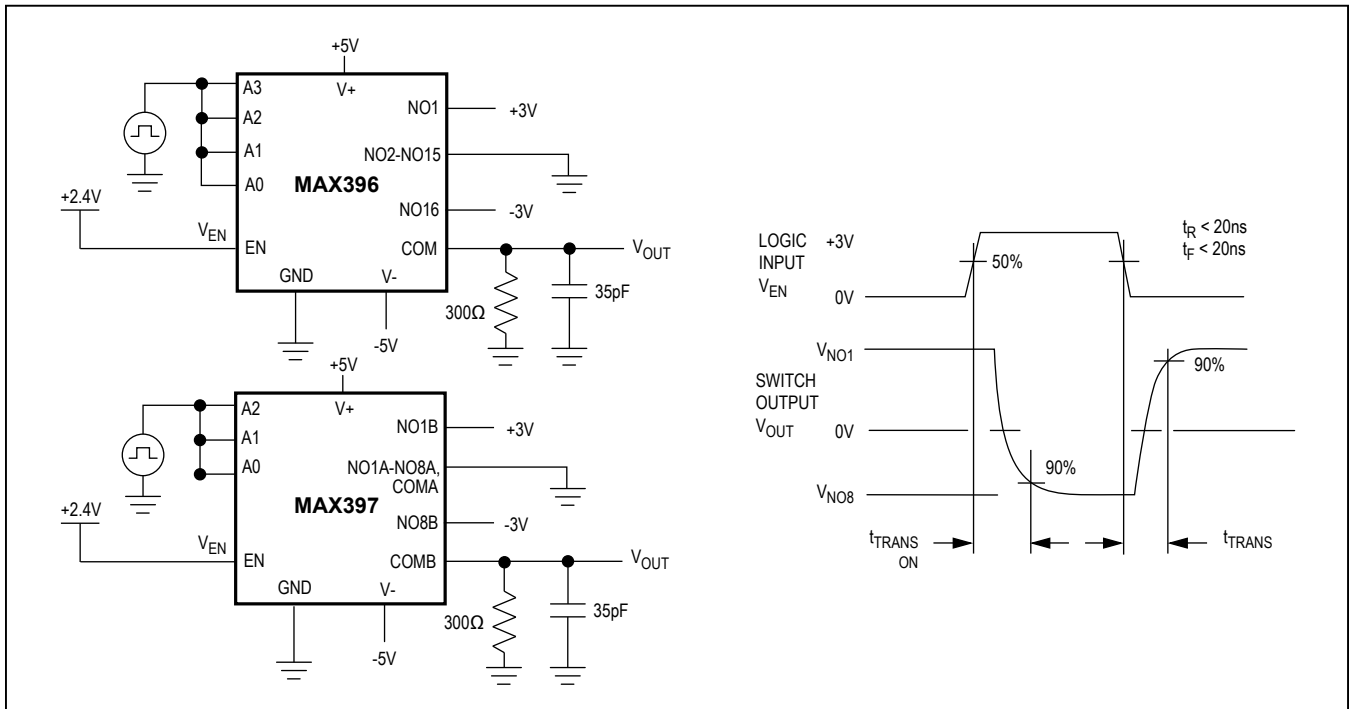 +5V
V+
A3
A2
A1
A0
NO1
+3V
NO2-NO15
MAX396
+2.4V
NO16
-3V
VEN
EN
COM
VOUT
GND
V-
300Ω
35pF
-5V
+5V
V+
A2
A1
A0
NO1B
+3V
NO1A-NO8A,
COMA
MAX397
+2.4V
NO8B
-3V
VEN
EN
COMB
VOUT
GND
V-
300Ω
35pF
-5V
LOGIC
INPUT
VEN
+3V
0V
50%
tR < 20ns
tF < 20ns
VNO1
SWITCH
OUTPUT
VOUT
0V
VNO8
90%
90%
tTRANS
ON
tTRANS